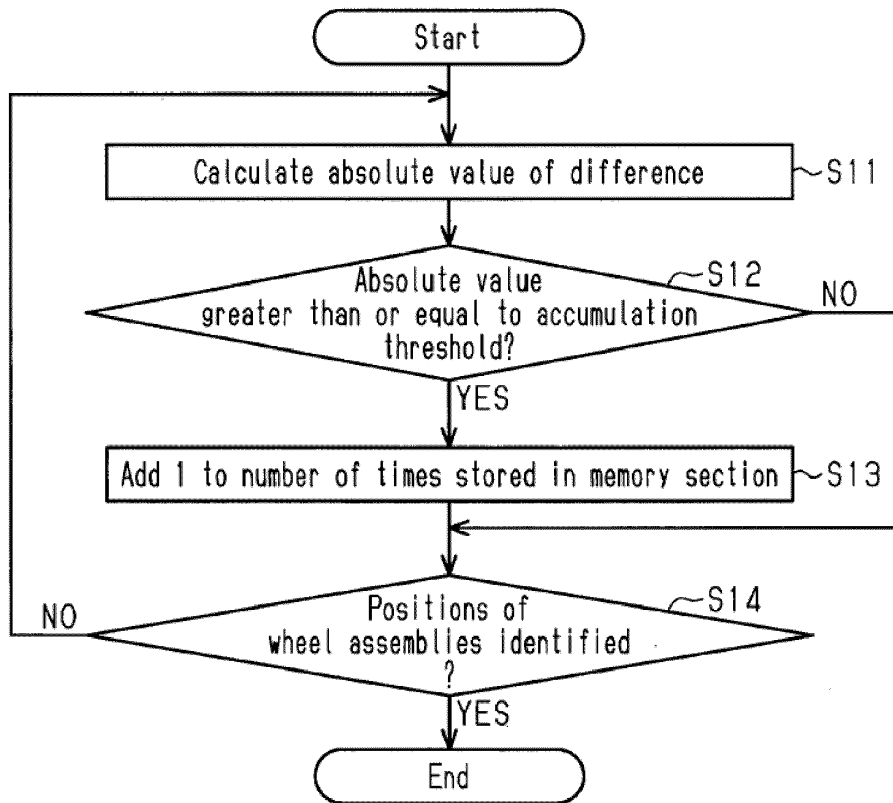 Start
Calculate absolute value of difference
S11
Absolute value
greater than or equal to accumulation
threshold?
S12
NO
YES
Add 1 to number of times stored in memory section
S13
Positions of
wheel assemblies identified
?
S14
NO
YES
End